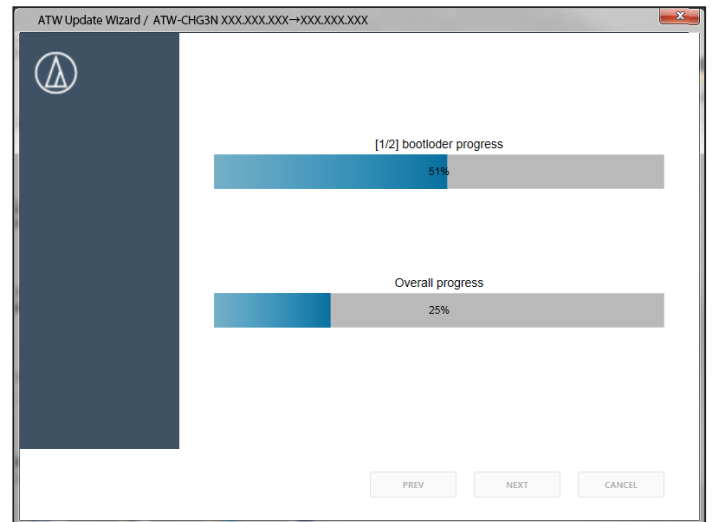 ATW Update Wizard / ATW-CHG3N XXX.XXX.XXX→XXX.XXX.XXX
[1/2] bootloder progress
51%
Overall progress
25%
PREV NEXT CANCEL